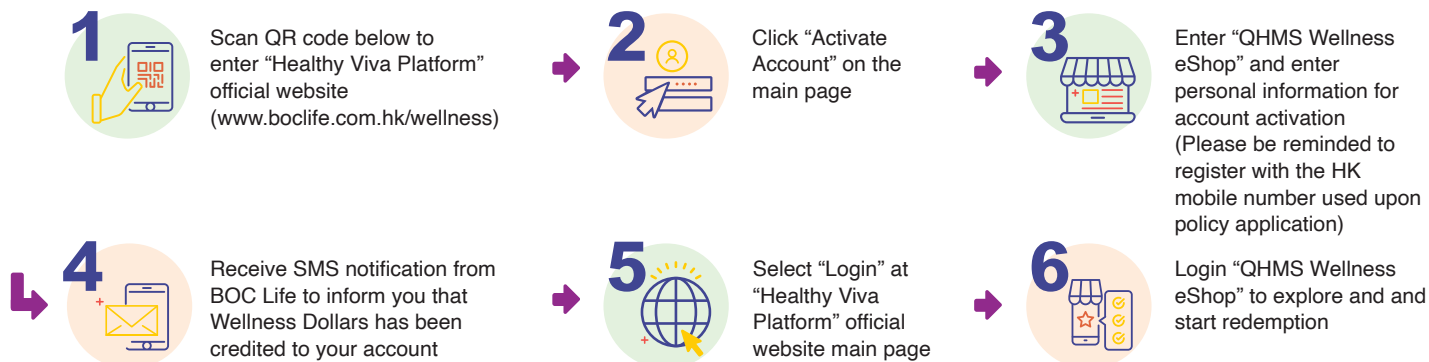 1
Scan QR code below to
enter “Healthy Viva Platform”
official website
(www.boclife.com.hk/wellness)
2
Click “Activate
Account” on the
main page
3
Enter “QHMS Wellness
eShop” and enter
personal information for
account activation
(Please be reminded to
register with the HK
mobile number used upon
policy application)
4
Receive SMS notification from
BOC Life to inform you that
Wellness Dollars has been
credited to your account
5
Select “Login” at
“Healthy Viva
Platform” official
website main page
6
Login “QHMS Wellness
eShop” to explore and and
start redemption